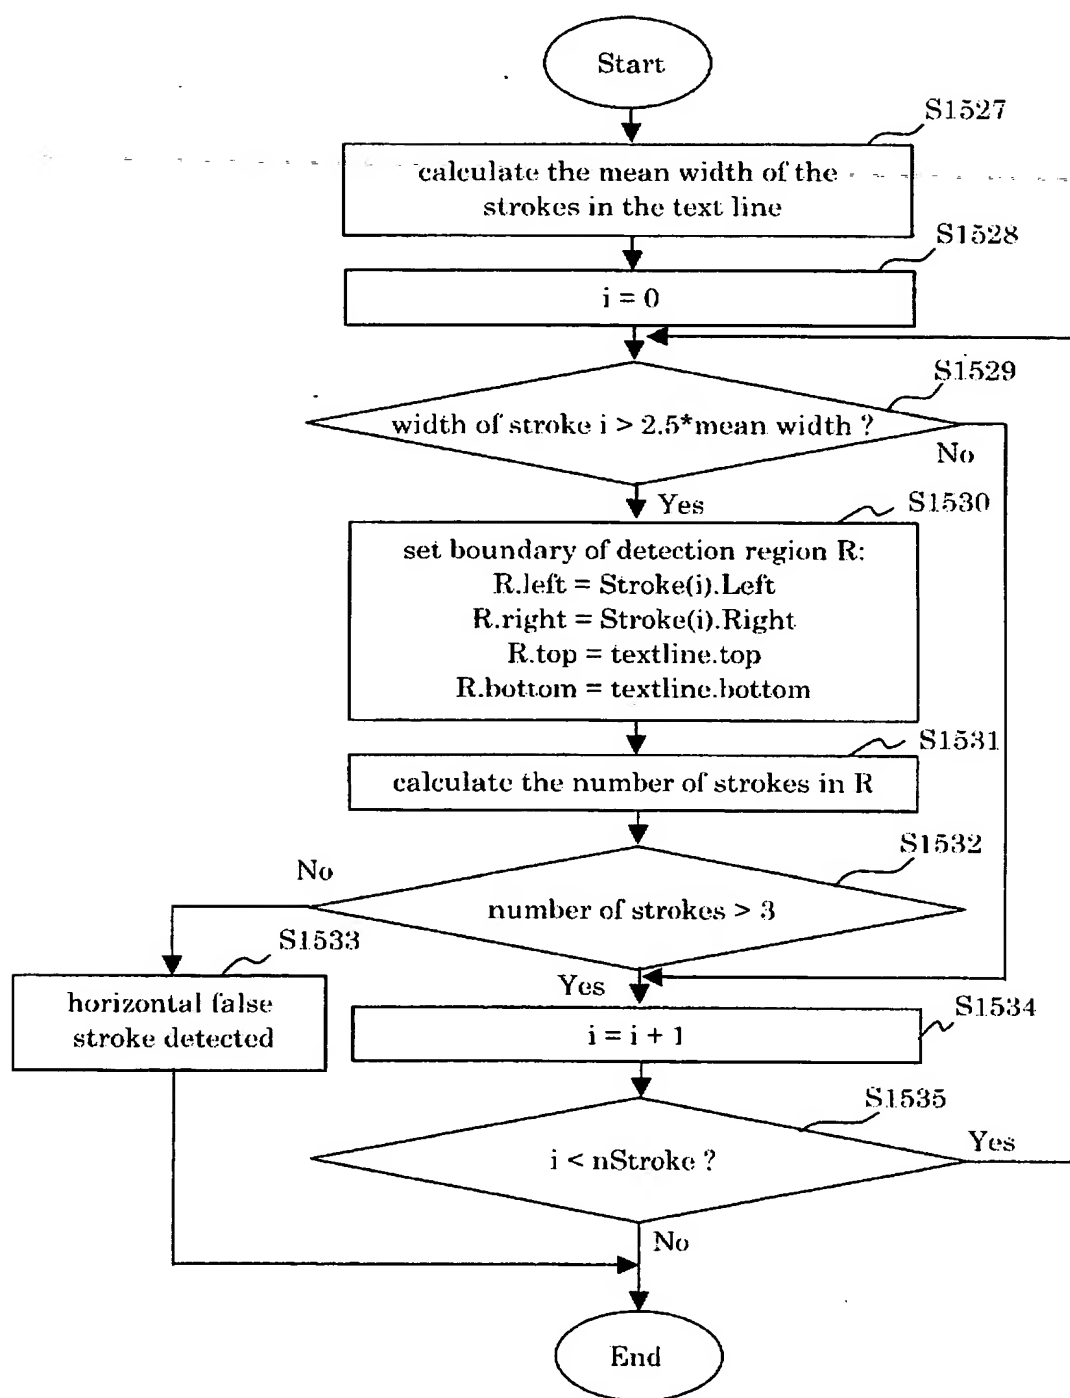 Start
S1527
calculate the mean width of the
strokes in the text line
S1528
i = 0
S1529
width of stroke i > 2.5*mean width ?
No
Yes
S1530
set boundary of detection region R:
R.left = Stroke(i).Left
R.right = Stroke(i).Right
R.top = textline.top
R.bottom = textline.bottom
S1531
calculate the number of strokes in R
S1532
No
number of strokes > 3
S1533
Yes
horizontal false
stroke detected
S1534
i = i + 1
S1535
Yes
i < nStroke ?
No
End